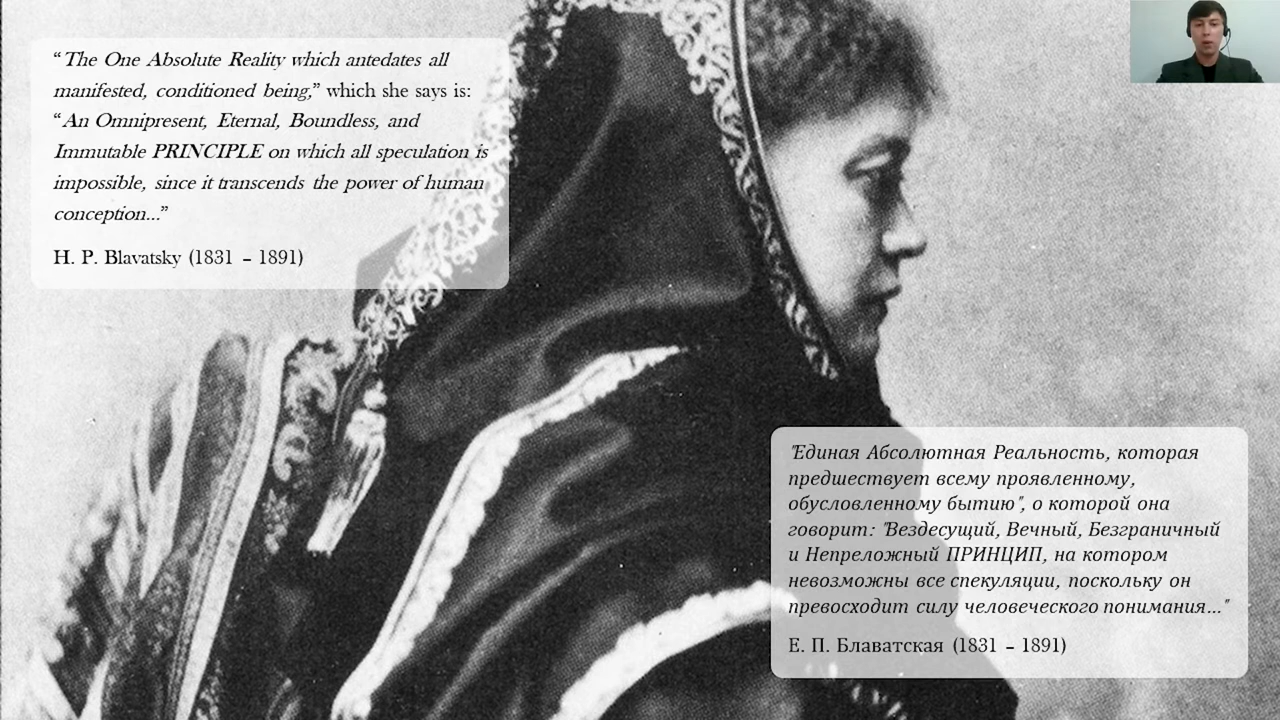 “The One Absolute Reality which antedates all
manifested, conditioned being,” which she says is:
“An Omnipresent, Eternal, Boundless, and
Immutable PRINCIPLE on which all speculation is
impossible, since it transcends the power of human
conception...”
H. P. Blavatsky (1831 – 1891)
"Единая Абсолютная Реальность, которая
предшествует всему проявленному,
обусловленному бытию", о которой она
говорит: "Вездесущий, Вечный, Безграничный
и Непреложный ПРИНЦИП, на котором
невозможны все спекуляции, поскольку он
превосходит силу человеческого понимания..."
Е. П. Блаватская (1831 – 1891)